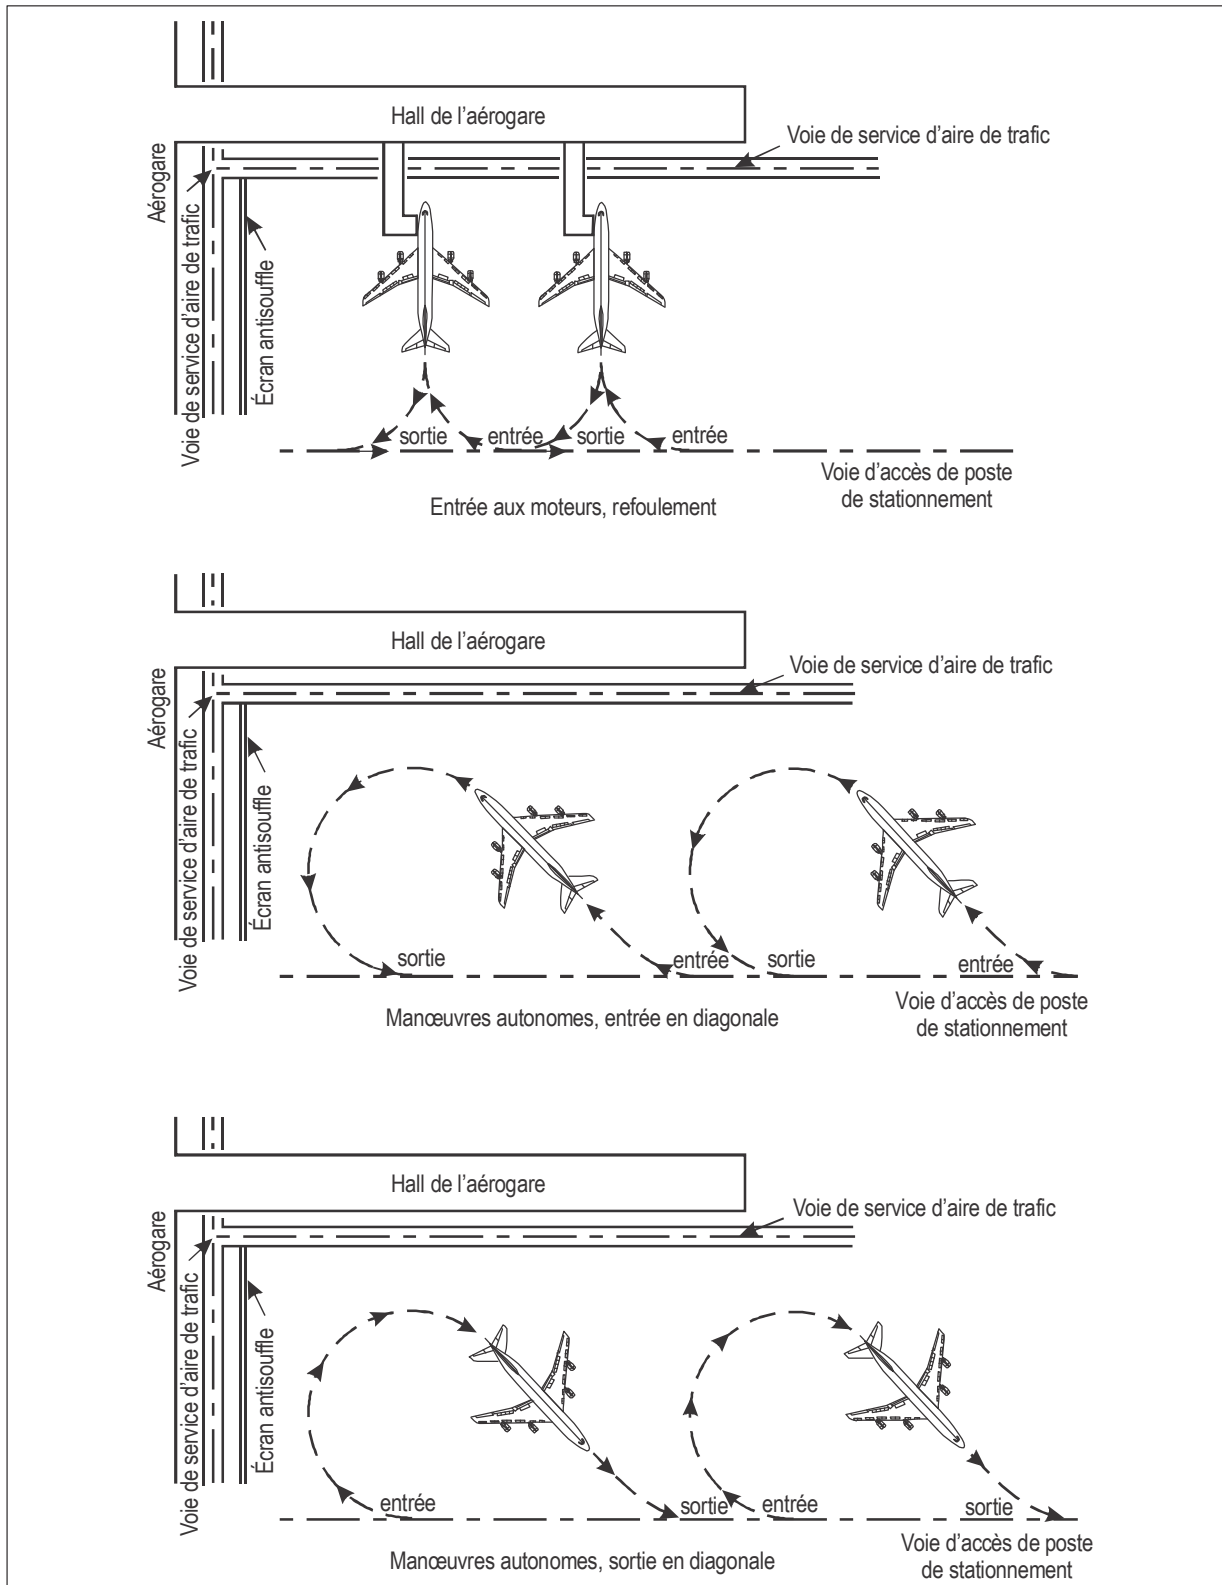 Hall de l’aérogare
Voie de service d’aire de trafic
Aérogare
Voie de service d’aire de trafic
Écran antisouffle
sortie
entrée
sortie
entrée
Voie d’accès de poste
de stationnement
Entrée aux moteurs, refoulement
Hall de l’aérogare
Voie de service d’aire de trafic
Aérogare
Voie de service d’aire de trafic
Écran antisouffle
sortie
entrée
sortie
entrée
Voie d’accès de poste
de stationnement
Manœuvres autonomes, entrée en diagonale
Hall de l’aérogare
Voie de service d’aire de trafic
Aérogare
Voie de service d’aire de trafic
Écran antisouffle
entrée
sortie
entrée
sortie
Voie d’accès de poste
de stationnement
Manœuvres autonomes, sortie en diagonale